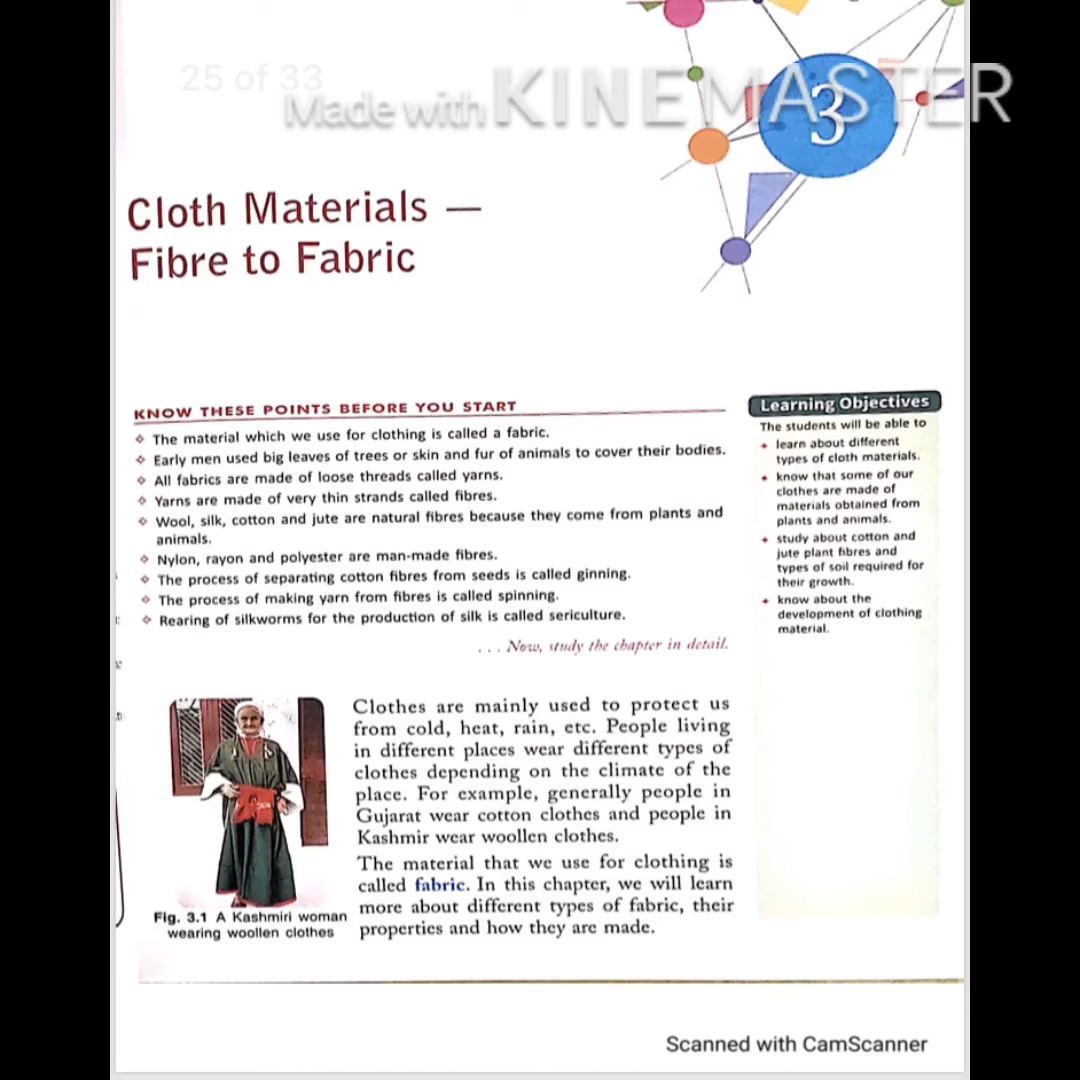 25 of 33
Made with KINEMASTER
3
Cloth Materials —
Fibre to Fabric
KNOW THESE POINTS BEFORE YOU START
❖ The material which we use for clothing is called a fabric.
❖ Early men used big leaves of trees or skin and fur of animals to cover their bodies.
❖ All fabrics are made of loose threads called yarns.
❖ Yarns are made of very thin strands called fibres.
❖ Wool, silk, cotton and jute are natural fibres because they come from plants and
animals.
❖ Nylon, rayon and polyester are man-made fibres.
❖ The process of separating cotton fibres from seeds is called ginning.
❖ The process of making yarn from fibres is called spinning.
❖ Rearing of silkworms for the production of silk is called sericulture.
. . . Now, study the chapter in detail.
Learning Objectives
The students will be able to
✦ learn about different
types of cloth materials.
✦ know that some of our
clothes are made of
materials obtained from
plants and animals.
✦ study about cotton and
jute plant fibres and
types of soil required for
their growth.
✦ know about the
development of clothing
material.
Clothes are mainly used to protect us
from cold, heat, rain, etc. People living
in different places wear different types of
clothes depending on the climate of the
place. For example, generally people in
Gujarat wear cotton clothes and people in
Kashmir wear woollen clothes.
The material that we use for clothing is
called fabric. In this chapter, we will learn
more about different types of fabric, their
properties and how they are made.
Fig. 3.1 A Kashmiri woman
wearing woollen clothes
Scanned with CamScanner